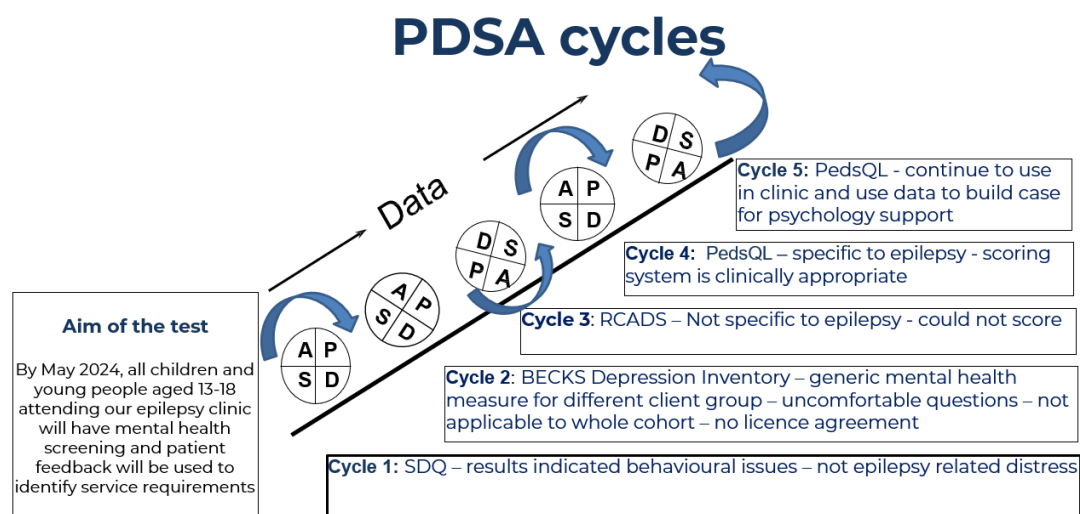 PDSA cycles
Data
D S
P A
A P
S D
D S
P A
A P
S D
A P
S D
Aim of the test
By May 2024, all children and
young people aged 13-18
attending our epilepsy clinic
will have mental health
screening and patient
feedback will be used to
identify service requirements
Cycle 5: PedsQL - continue to use
in clinic and use data to build case
for psychology support
Cycle 4: PedsQL – specific to epilepsy - scoring
system is clinically appropriate
Cycle 3: RCADS – Not specific to epilepsy - could not score
Cycle 2: BECKS Depression Inventory – generic mental health
measure for different client group – uncomfortable questions – not
applicable to whole cohort – no licence agreement
Cycle 1: SDQ – results indicated behavioural issues – not epilepsy related distress